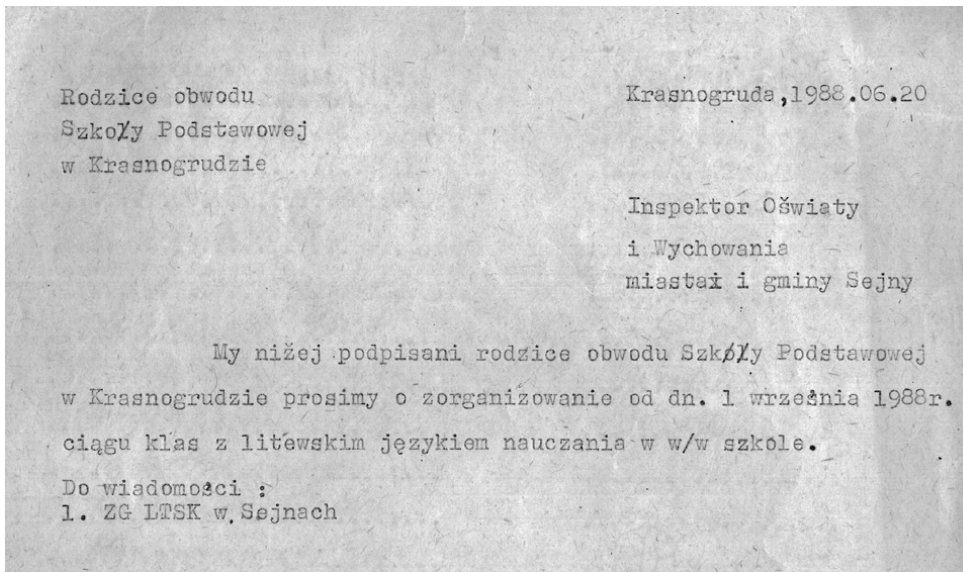 Rodzice obwodu
Szkoły Podstawowej
w Krasnogrudzie
Krasnogruda,1988.06.20
Inspektor Ošwiaty
i Wychowania
miastax i gminy Sejny
My niżej podpisani rodzice obwodu Szkoły Podstawowej
w Krasnogrudzie prosimy o zorganizowanie od dn. 1 września 1988r.
ciągu klas z litewskim językiem nauczania w w/w szkole.
Do wiadomości :
1. ZG LTSK w Sejnach